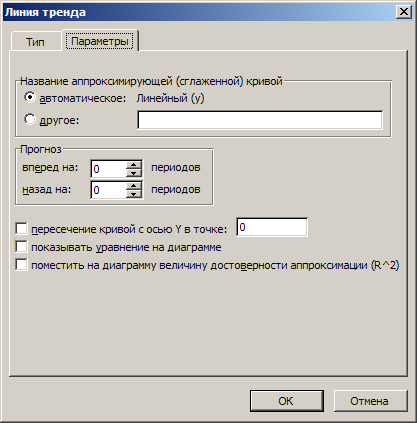 Линия тренда
Тип Параметры
Название аппроксимирующей (сглаженной) кривой
автоматическое: Линейный (y)
другое:
Прогноз
вперед на: 0 периодов
назад на: 0 периодов
пересечение кривой с осью Y в точке: 0
показывать уравнение на диаграмме
поместить на диаграмму величину достоверности аппроксимации (R^2)
OK Отмена